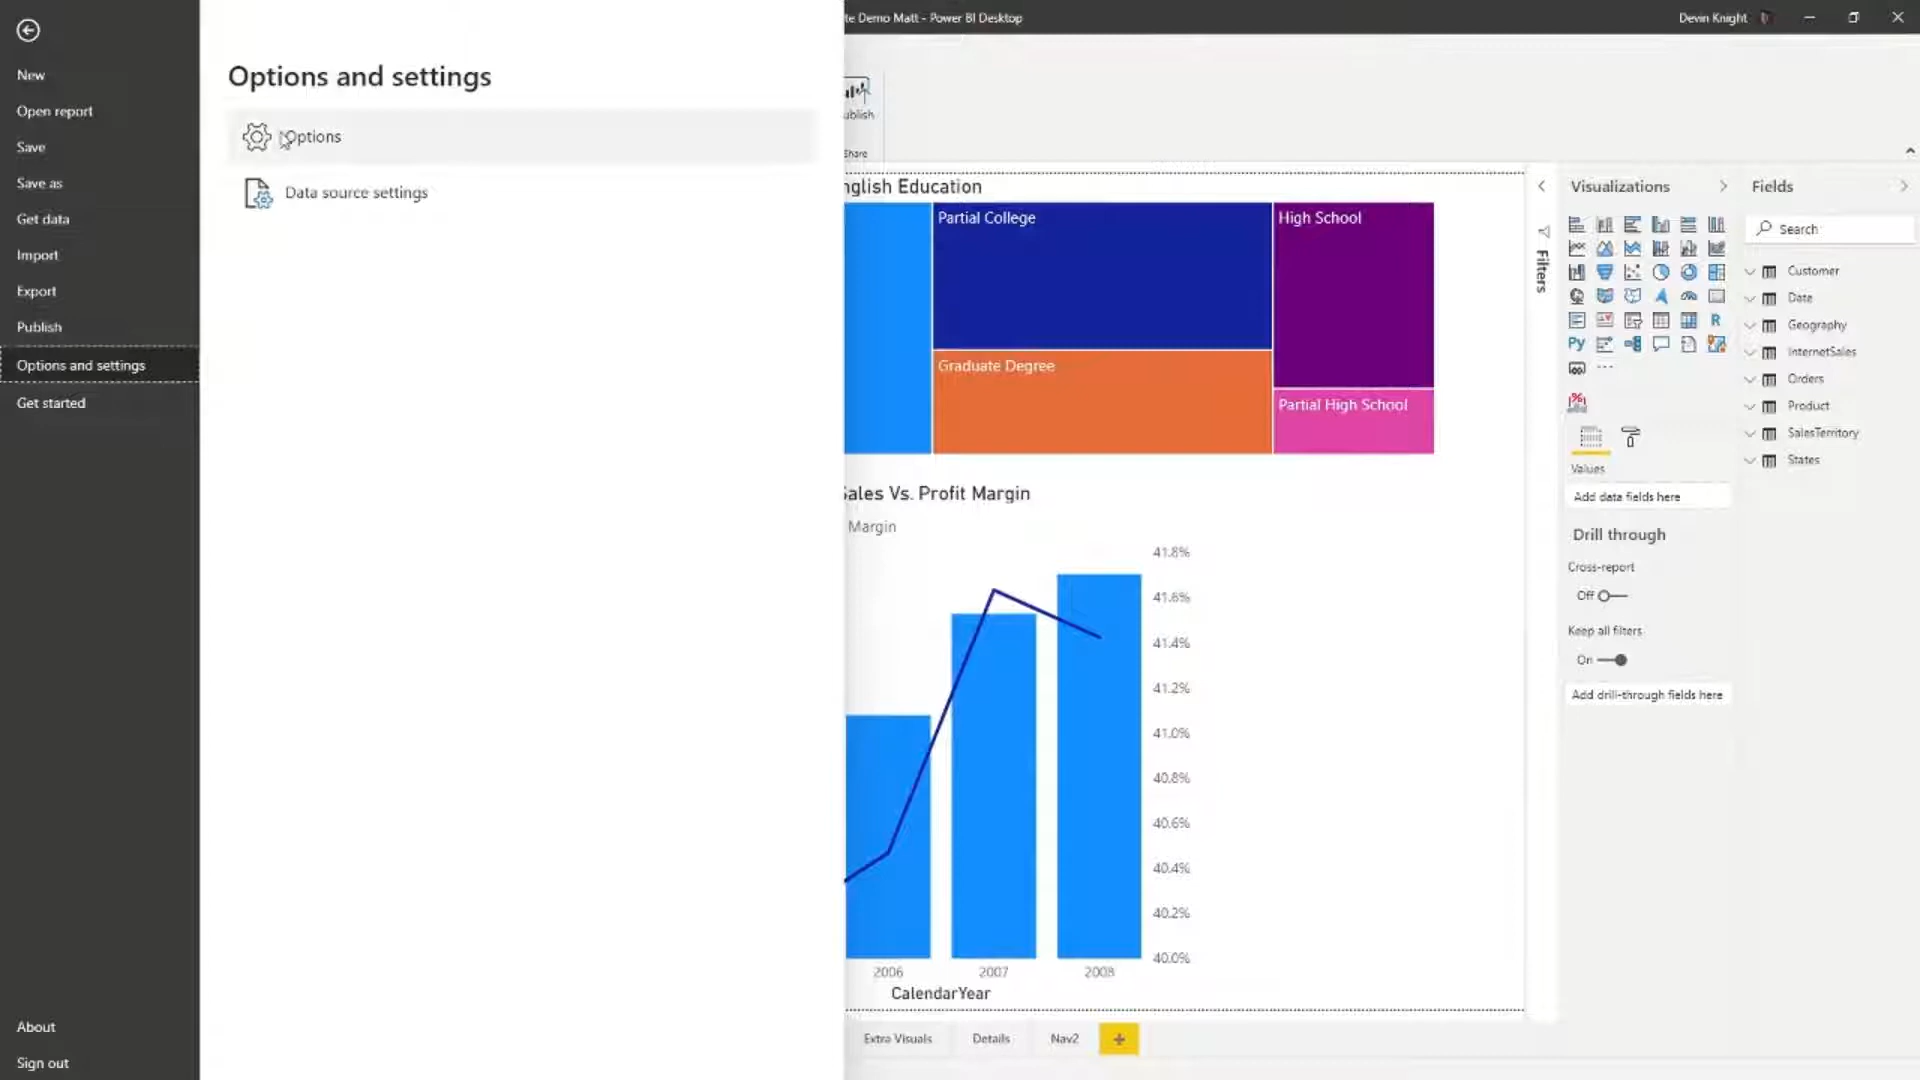 te Demo Matt - Power BI Desktop
Devin Knight
New
Open report
Save
Save as
Get data
Import
Export
Publish
Options and settings
Get started
About
Sign out
Options and settings
Options
Data source settings
ublish
Share
nglish Education
Partial College
High School
Graduate Degree
Partial High School
Sales Vs. Profit Margin
Margin
41.8%
41.6%
41.4%
41.2%
41.0%
40.8%
40.6%
40.4%
40.2%
40.0%
2006
2007
2008
CalendarYear
Extra Visuals
Details
Nav2
+
Filters
Visualizations
R
Py
Values
Add data fields here
Drill through
Cross-report
Off
Keep all filters
On
Add drill-through fields here
Fields
Search
Customer
Date
Geography
InternetSales
Orders
Product
SalesTerritory
States